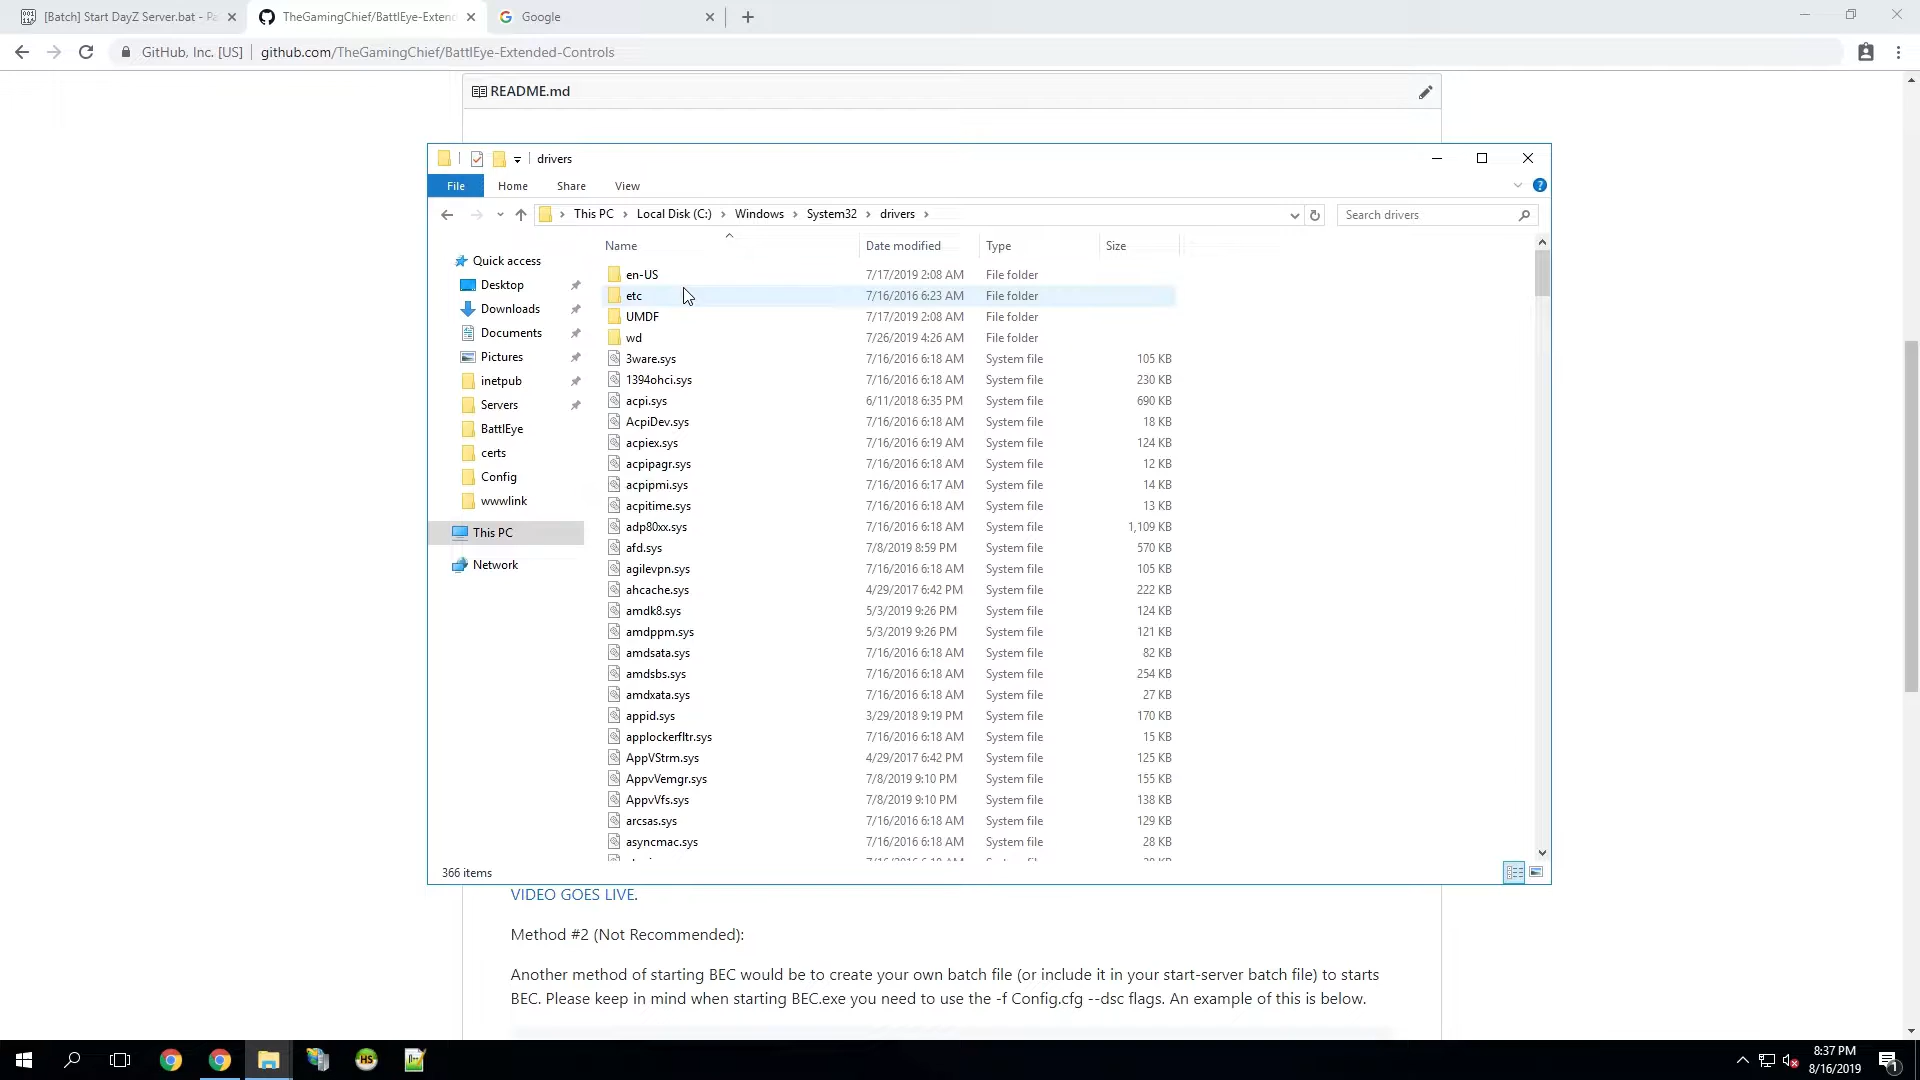 [Batch] Start DayZ Server.bat - Pa
TheGamingChief/BattlEye-Extend
Google
GitHub, Inc. [US]
github.com/TheGamingChief/BattlEye-Extended-Controls
README.md
drivers
File
Home
Share
View
This PC
Local Disk (C:)
Windows
System32
drivers
Search drivers
Name
Date modified
Type
Size
Quick access
Desktop
Downloads
Documents
Pictures
inetpub
Servers
BattlEye
certs
Config
wwwlink
This PC
Network
en-US 7/17/2019 2:08 AM File folder
etc 7/16/2016 6:23 AM File folder
UMDF 7/17/2019 2:08 AM File folder
wd 7/26/2019 4:26 AM File folder
3ware.sys 7/16/2016 6:18 AM System file 105 KB
1394ohci.sys 7/16/2016 6:18 AM System file 230 KB
acpi.sys 6/11/2018 6:35 PM System file 690 KB
AcpiDev.sys 7/16/2016 6:18 AM System file 18 KB
acpiex.sys 7/16/2016 6:19 AM System file 124 KB
acpipagr.sys 7/16/2016 6:18 AM System file 12 KB
acpipmi.sys 7/16/2016 6:17 AM System file 14 KB
acpitime.sys 7/16/2016 6:18 AM System file 13 KB
adp80xx.sys 7/16/2016 6:18 AM System file 1,109 KB
afd.sys 7/8/2019 8:59 PM System file 570 KB
agilevpn.sys 7/16/2016 6:18 AM System file 105 KB
ahcache.sys 4/29/2017 6:42 PM System file 222 KB
amdk8.sys 5/3/2019 9:26 PM System file 124 KB
amdppm.sys 5/3/2019 9:26 PM System file 121 KB
amdsata.sys 7/16/2016 6:18 AM System file 82 KB
amdsbs.sys 7/16/2016 6:18 AM System file 254 KB
amdxata.sys 7/16/2016 6:18 AM System file 27 KB
appid.sys 3/29/2018 9:19 PM System file 170 KB
applockerfltr.sys 7/16/2016 6:18 AM System file 15 KB
AppVStrm.sys 4/29/2017 6:42 PM System file 125 KB
AppvVemgr.sys 7/8/2019 9:10 PM System file 155 KB
AppvVfs.sys 7/8/2019 9:10 PM System file 138 KB
arcsas.sys 7/16/2016 6:18 AM System file 129 KB
asyncmac.sys 7/16/2016 6:18 AM System file 28 KB
366 items
VIDEO GOES LIVE.
Method #2 (Not Recommended):
Another method of starting BEC would be to create your own batch file (or include it in your start-server batch file) to starts
BEC. Please keep in mind when starting BEC.exe you need to use the -f Config.cfg --dsc flags. An example of this is below.
HS
8:37 PM
8/16/2019
1